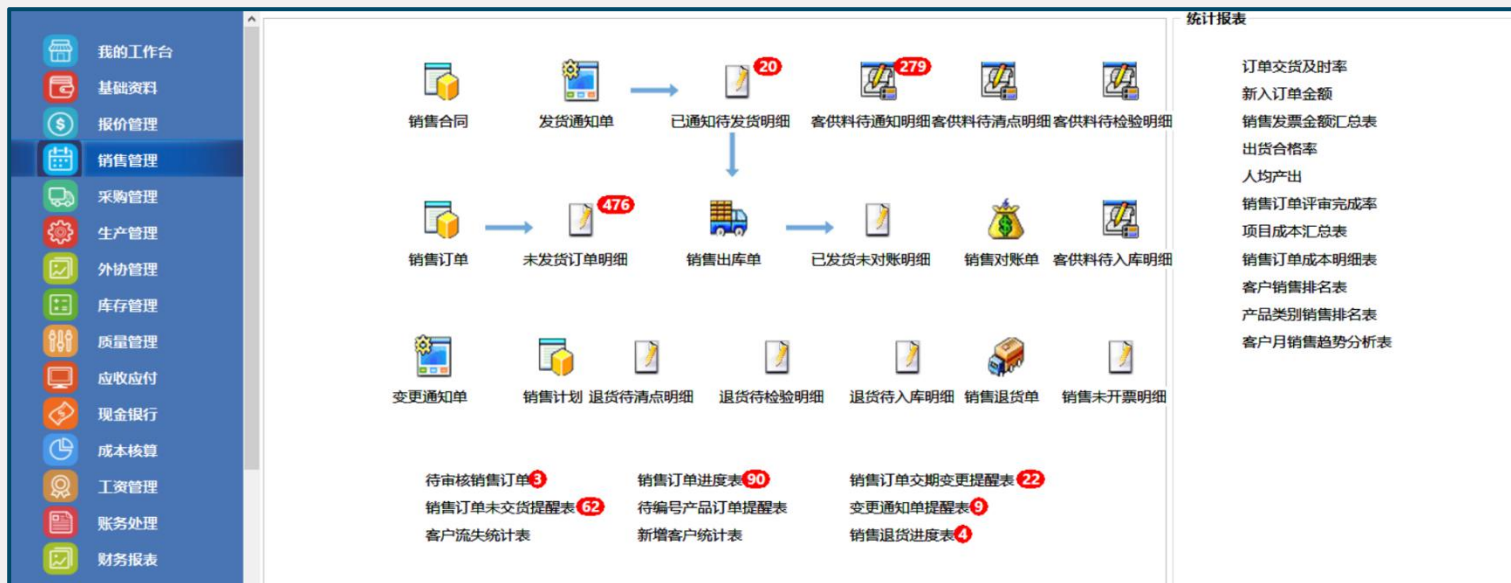 我的工作台
基础资料
报价管理
销售管理
采购管理
生产管理
外协管理
库存管理
质量管理
应收应付
现金银行
成本核算
工资管理
账务处理
财务报表
20
279
销售合同
发货通知单
已通知待发货明细
客供料待通知明细
客供料待清点明细
客供料待检验明细
476
销售订单
未发货订单明细
销售出库单
已发货未对账明细
销售对账单
客供料待入库明细
变更通知单
销售计划
退货待清点明细
退货待检验明细
退货待入库明细
销售退货单
销售未开票明细
待审核销售订单 3
销售订单进度表 90
销售订单交期变更提醒表 22
销售订单未交货提醒表 62
待编号产品订单提醒表
变更通知单提醒表 9
客户流失统计表
新增客户统计表
销售退货进度表 4
统计报表
订单交货及时率
新入订单金额
销售发票金额汇总表
出货合格率
人均产出
销售订单评审完成率
项目成本汇总表
销售订单成本明细表
客户销售排名表
产品类别销售排名表
客户月销售趋势分析表